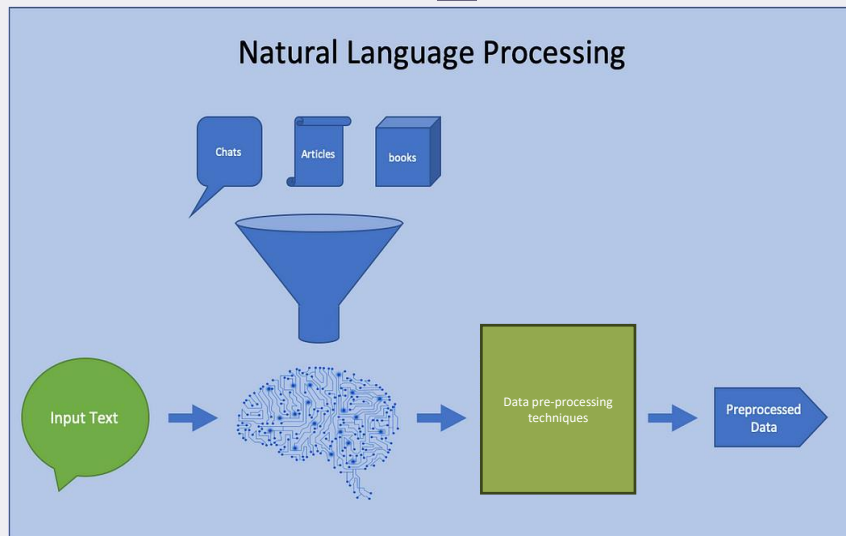 Natural Language Processing
Chats
Articles
books
Input Text
Data pre-processing
techniques
Preprocessed
Data